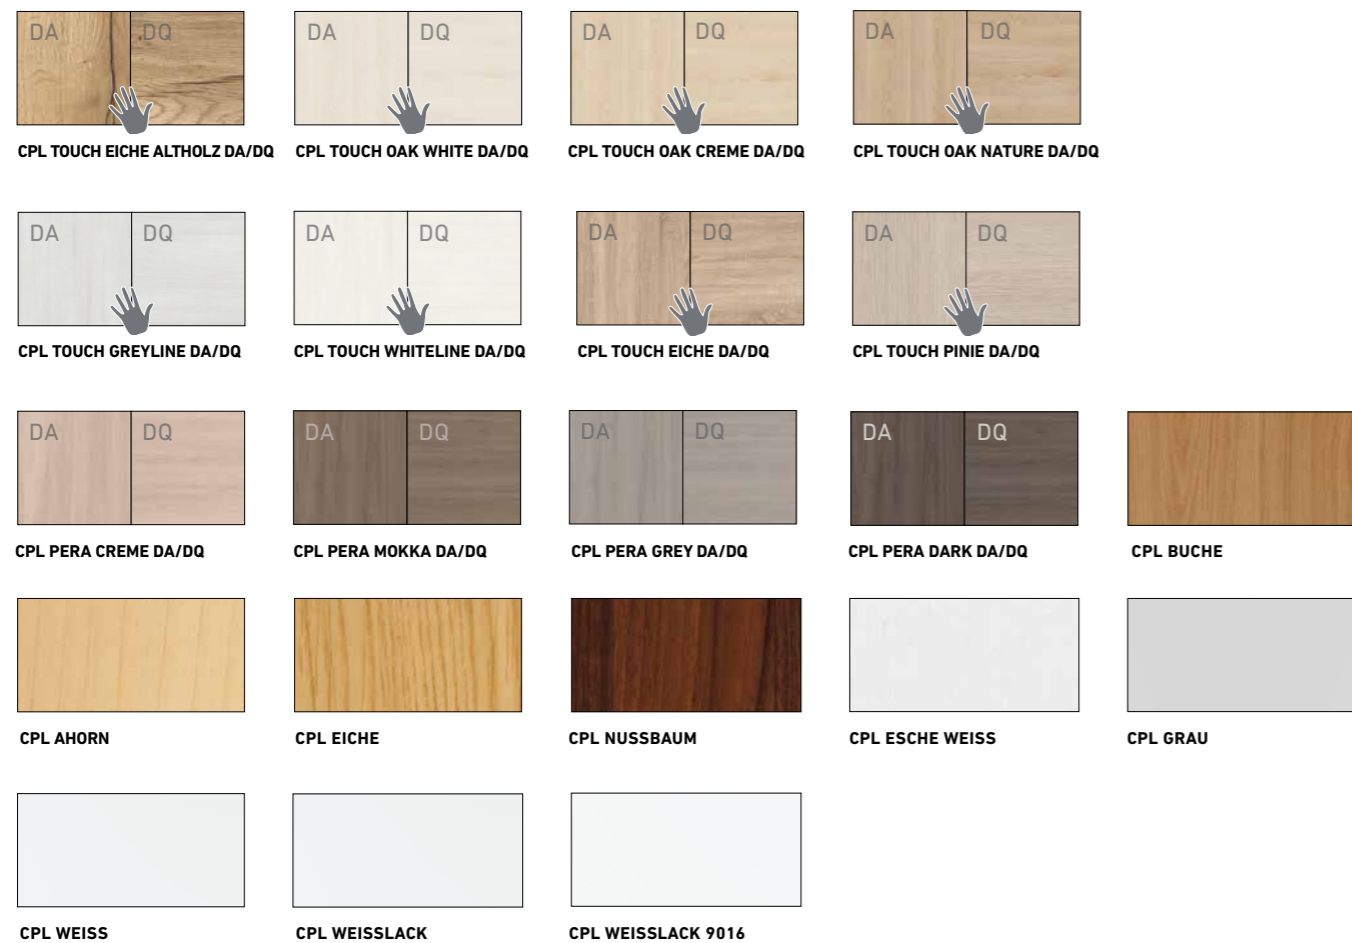 DA DQ DA DQ DA DQ DA DQ
CPL TOUCH EICHE ALTHOLZ DA/DQ CPL TOUCH OAK WHITE DA/DQ CPL TOUCH OAK CREME DA/DQ CPL TOUCH OAK NATURE DA/DQ
DA DQ DA DQ DA DQ DA DQ
CPL TOUCH GREYLINE DA/DQ CPL TOUCH WHITELINE DA/DQ CPL TOUCH EICHE DA/DQ CPL TOUCH PINIE DA/DQ
DA DQ DA DQ DA DQ DA DQ
CPL PERA CREME DA/DQ CPL PERA MOKKA DA/DQ CPL PERA GREY DA/DQ CPL PERA DARK DA/DQ CPL BUCHE
CPL AHORN CPL EICHE CPL NUSSBAUM CPL ESCHE WEISS CPL GRAU
CPL WEISS CPL WEISSLACK CPL WEISSLACK 9016